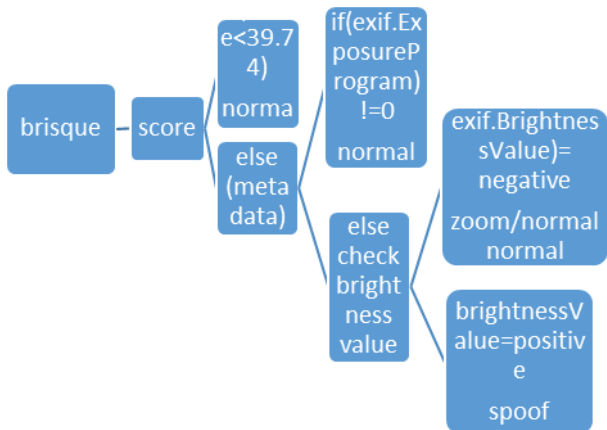 brisque
score
e<39.7
4)
norma
else
(meta
data)
if(exif.Ex
posureP
rogram)
!=0
normal
else
check
bright
ness
value
exif.Brightnes
sValue)=
negative
zoom/normal
normal
brightnessV
alue=positiv
e
spoof